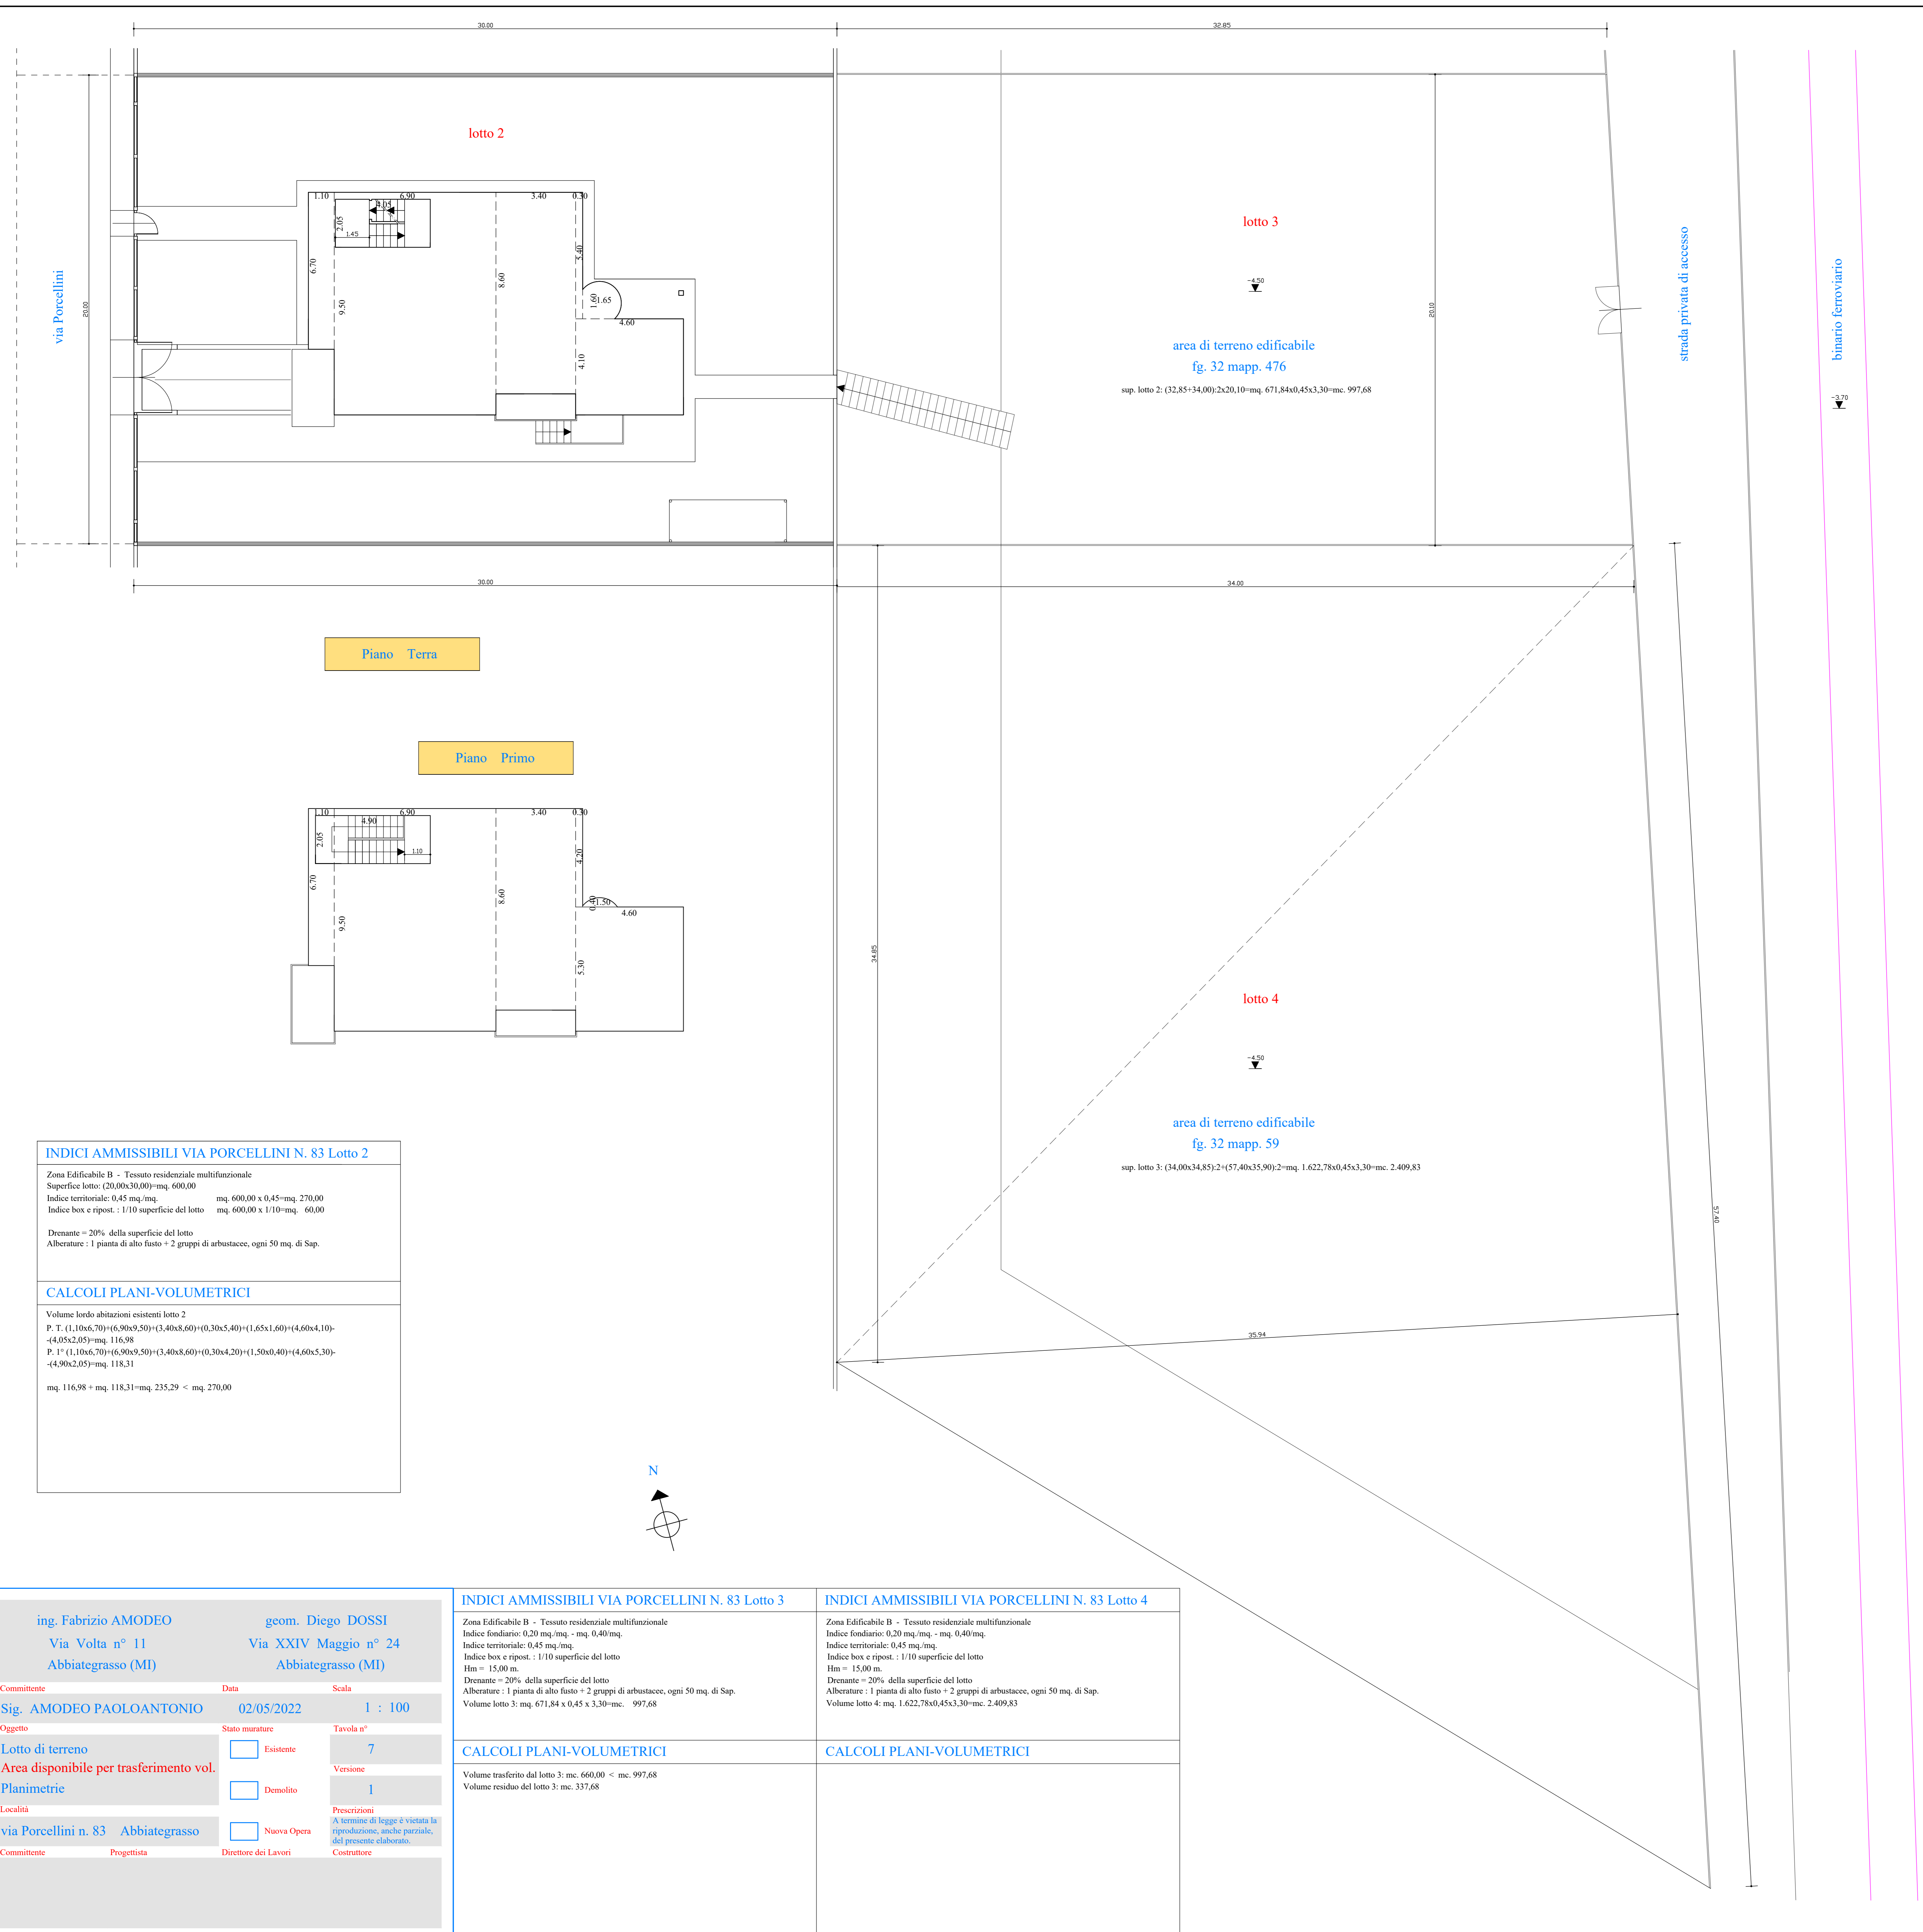 30.00
32.85
lotto 2
1.10
6.90
3.40
0.30
4.05
2.05
1.45
6.70
9.50
8.60
5.40
1.60
1.65
4.60
4.10
via Porcellini
20.00
lotto 3
-4.50
20.10
area di terreno edificabile
fg. 32 mapp. 476
sup. lotto 2: (32,85+34,00):2x20,10=mq. 671,84x0,45x3,30=mc. 997,68
strada privata di accesso
binario ferroviario
-3.70
30.00
34.00
Piano Terra
Piano Primo
1.10
6.90
3.40
0.30
4.90
2.05
1.10
6.70
9.50
8.60
4.20
0.40
1.50
4.60
5.30
34.85
lotto 4
-4.50
area di terreno edificabile
fg. 32 mapp. 59
sup. lotto 3: (34,00x34,85):2+(57,40x35,90):2=mq. 1.622,78x0,45x3,30=mc. 2.409,83
57.40
35.94
INDICI AMMISSIBILI VIA PORCELLINI N. 83 Lotto 2
Zona Edificabile B - Tessuto residenziale multifunzionale
Superfice lotto: (20,00x30,00)=mq. 600,00
Indice territoriale: 0,45 mq./mq. mq. 600,00 x 0,45=mq. 270,00
Indice box e ripost. : 1/10 superficie del lotto mq. 600,00 x 1/10=mq. 60,00
Drenante = 20% della superficie del lotto
Alberature : 1 pianta di alto fusto + 2 gruppi di arbustacee, ogni 50 mq. di Sap.
CALCOLI PLANI-VOLUMETRICI
Volume lordo abitazioni esistenti lotto 2
P. T. (1,10x6,70)+(6,90x9,50)+(3,40x8,60)+(0,30x5,40)+(1,65x1,60)+(4,60x4,10)-
-(4,05x2,05)=mq. 116,98
P. 1° (1,10x6,70)+(6,90x9,50)+(3,40x8,60)+(0,30x4,20)+(1,50x0,40)+(4,60x5,30)-
-(4,90x2,05)=mq. 118,31
mq. 116,98 + mq. 118,31=mq. 235,29 < mq. 270,00
N
ing. Fabrizio AMODEO
Via Volta n° 11
Abbiategrasso (MI)
geom. Diego DOSSI
Via XXIV Maggio n° 24
Abbiategrasso (MI)
Committente
Data
Scala
Sig. AMODEO PAOLOANTONIO
02/05/2022
1 : 100
Oggetto
Stato murature
Tavola n°
Lotto di terreno
Esistente
7
Area disponibile per trasferimento vol.
Versione
Planimetrie
Demolito
1
Località
Prescrizioni
via Porcellini n. 83 Abbiategrasso
Nuova Opera
A termine di legge è vietata la
riproduzione, anche parziale,
del presente elaborato.
Committente
Progettista
Direttore dei Lavori
Costruttore
INDICI AMMISSIBILI VIA PORCELLINI N. 83 Lotto 3
Zona Edificabile B - Tessuto residenziale multifunzionale
Indice fondiario: 0,20 mq./mq. - mq. 0,40/mq.
Indice territoriale: 0,45 mq./mq.
Indice box e ripost. : 1/10 superficie del lotto
Hm = 15,00 m.
Drenante = 20% della superficie del lotto
Alberature : 1 pianta di alto fusto + 2 gruppi di arbustacee, ogni 50 mq. di Sap.
Volume lotto 3: mq. 671,84 x 0,45 x 3,30=mc. 997,68
CALCOLI PLANI-VOLUMETRICI
Volume trasferito dal lotto 3: mc. 660,00 < mc. 997,68
Volume residuo del lotto 3: mc. 337,68
INDICI AMMISSIBILI VIA PORCELLINI N. 83 Lotto 4
Zona Edificabile B - Tessuto residenziale multifunzionale
Indice fondiario: 0,20 mq./mq. - mq. 0,40/mq.
Indice territoriale: 0,45 mq./mq.
Indice box e ripost. : 1/10 superficie del lotto
Hm = 15,00 m.
Drenante = 20% della superficie del lotto
Alberature : 1 pianta di alto fusto + 2 gruppi di arbustacee, ogni 50 mq. di Sap.
Volume lotto 4: mq. 1.622,78x0,45x3,30=mc. 2.409,83
CALCOLI PLANI-VOLUMETRICI